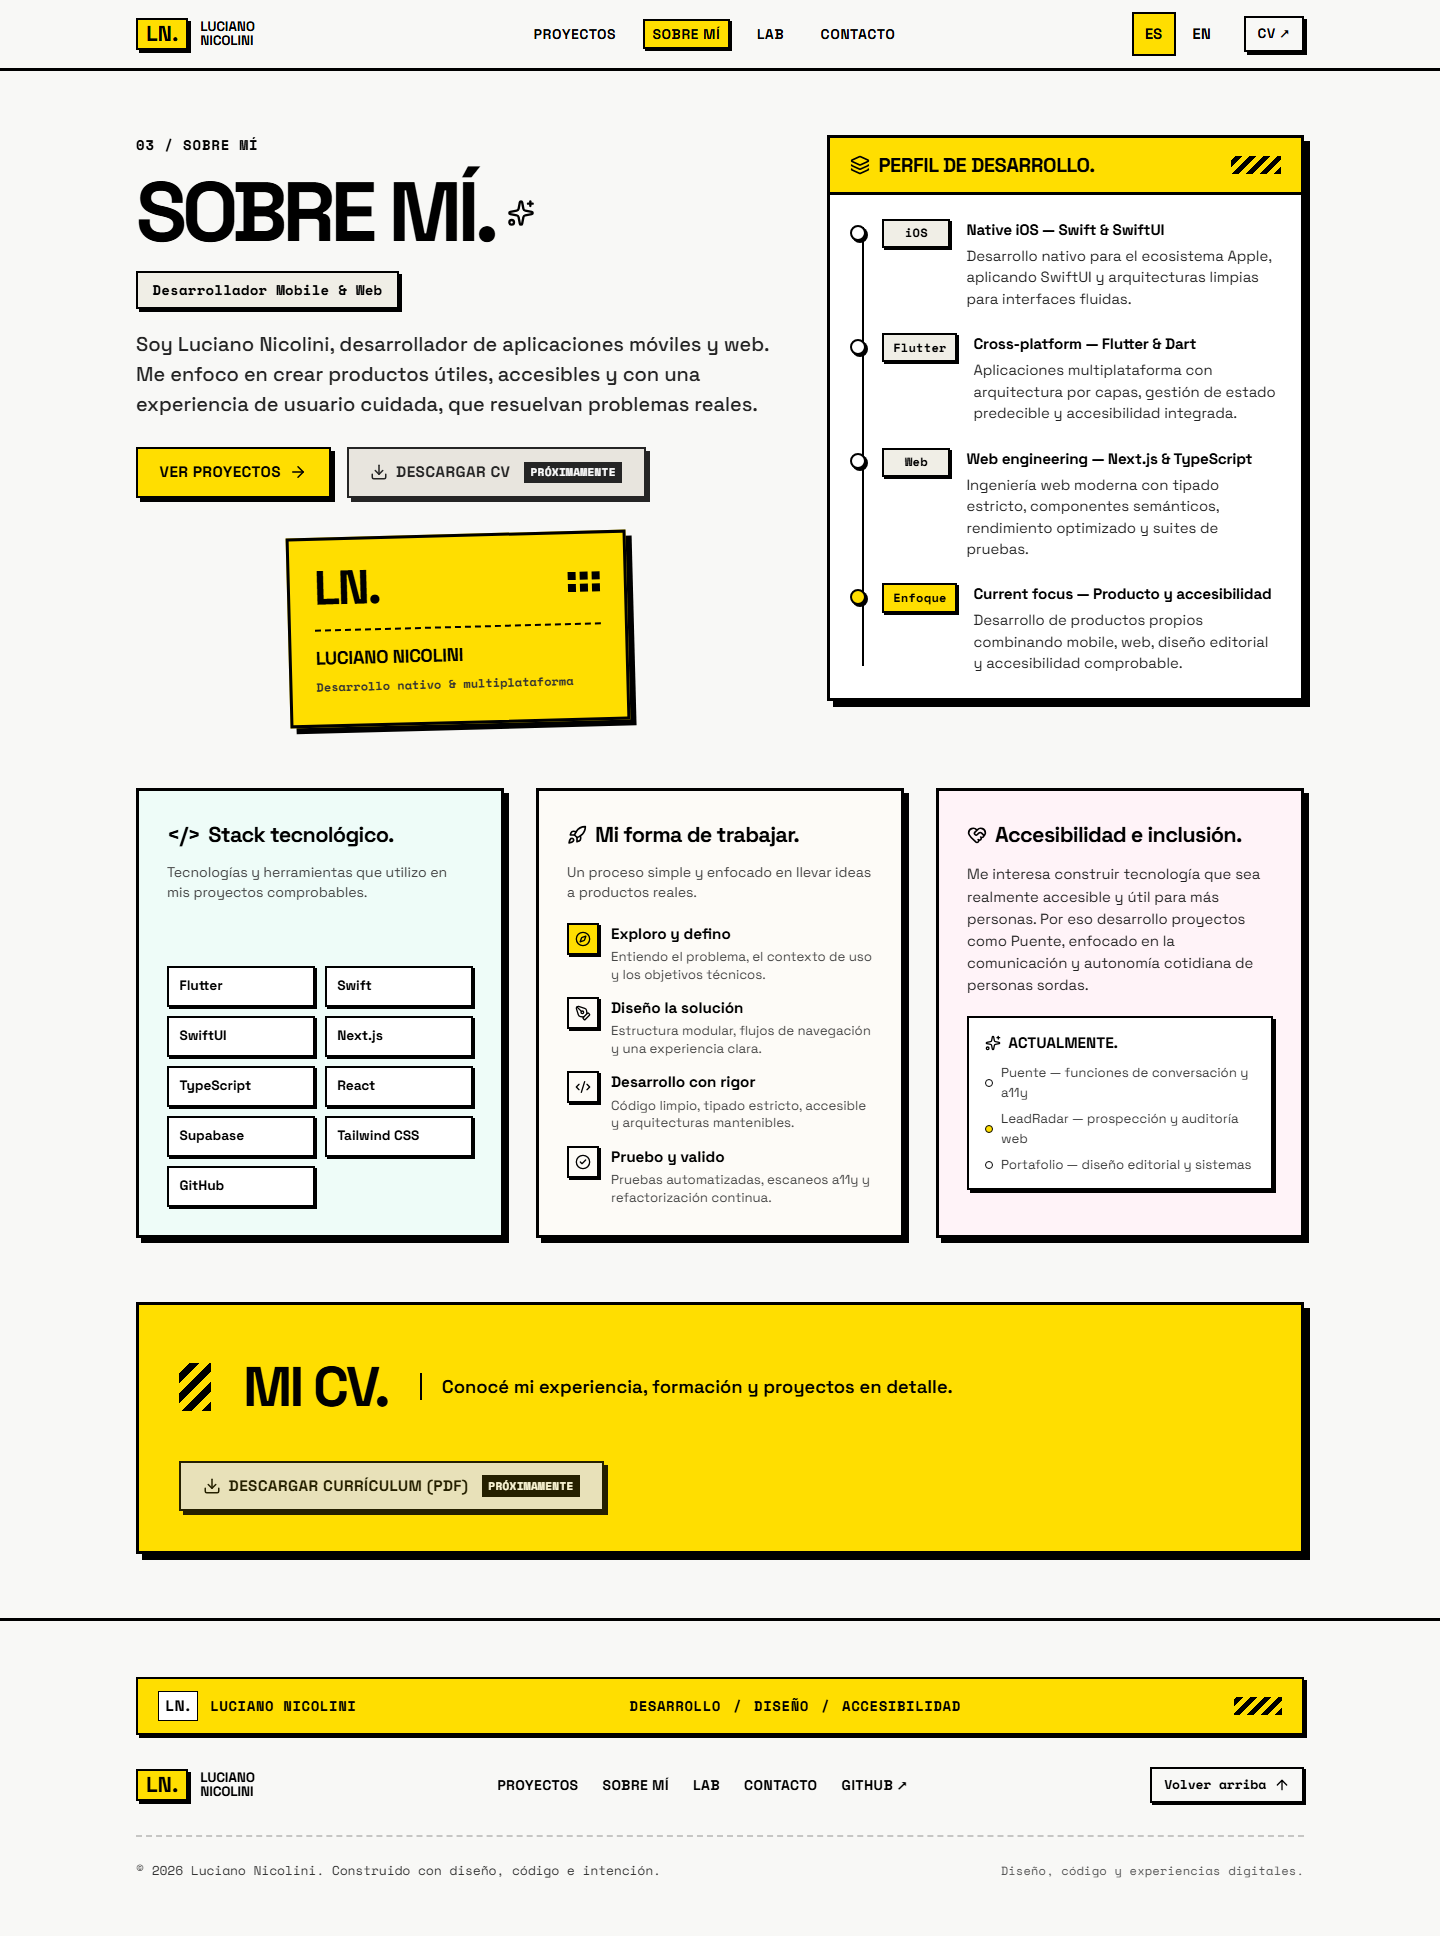 LN. LUCIANO
NICOLINI
PROYECTOS SOBRE MÍ LAB CONTACTO
ES EN CV ↗
03 / SOBRE MÍ
SOBRE MÍ.
Desarrollador Mobile & Web
Soy Luciano Nicolini, desarrollador de aplicaciones móviles y web.
Me enfoco en crear productos útiles, accesibles y con una
experiencia de usuario cuidada, que resuelvan problemas reales.
VER PROYECTOS →
DESCARGAR CV PRÓXIMAMENTE
LN.
LUCIANO NICOLINI
Desarrollo nativo & multiplataforma
PERFIL DE DESARROLLO.
iOS
Native iOS — Swift & SwiftUI
Desarrollo nativo para el ecosistema Apple,
aplicando SwiftUI y arquitecturas limpias
para interfaces fluidas.
Flutter
Cross-platform — Flutter & Dart
Aplicaciones multiplataforma con
arquitectura por capas, gestión de estado
predecible y accesibilidad integrada.
Web
Web engineering — Next.js & TypeScript
Ingeniería web moderna con tipado
estricto, componentes semánticos,
rendimiento optimizado y suites de
pruebas.
Enfoque
Current focus — Producto y accesibilidad
Desarrollo de productos propios
combinando mobile, web, diseño editorial
y accesibilidad comprobable.
</> Stack tecnológico.
Tecnologías y herramientas que utilizo en
mis proyectos comprobables.
Flutter Swift
SwiftUI Next.js
TypeScript React
Supabase Tailwind CSS
GitHub
Mi forma de trabajar.
Un proceso simple y enfocado en llevar ideas
a productos reales.
Exploro y defino
Entiendo el problema, el contexto de uso
y los objetivos técnicos.
Diseño la solución
Estructura modular, flujos de navegación
y una experiencia clara.
Desarrollo con rigor
Código limpio, tipado estricto, accesible
y arquitecturas mantenibles.
Pruebo y valido
Pruebas automatizadas, escaneos a11y y
refactorización continua.
Accesibilidad e inclusión.
Me interesa construir tecnología que sea
realmente accesible y útil para más
personas. Por eso desarrollo proyectos
como Puente, enfocado en la
comunicación y autonomía cotidiana de
personas sordas.
ACTUALMENTE.
Puente — funciones de conversación y
a11y
LeadRadar — prospección y auditoría
web
Portafolio — diseño editorial y sistemas
MI CV.
Conocé mi experiencia, formación y proyectos en detalle.
DESCARGAR CURRÍCULUM (PDF) PRÓXIMAMENTE
LN. LUCIANO NICOLINI
DESARROLLO / DISEÑO / ACCESIBILIDAD
LN. LUCIANO
NICOLINI
PROYECTOS SOBRE MÍ LAB CONTACTO GITHUB ↗
Volver arriba ↑
© 2026 Luciano Nicolini. Construido con diseño, código e intención.
Diseño, código y experiencias digitales.